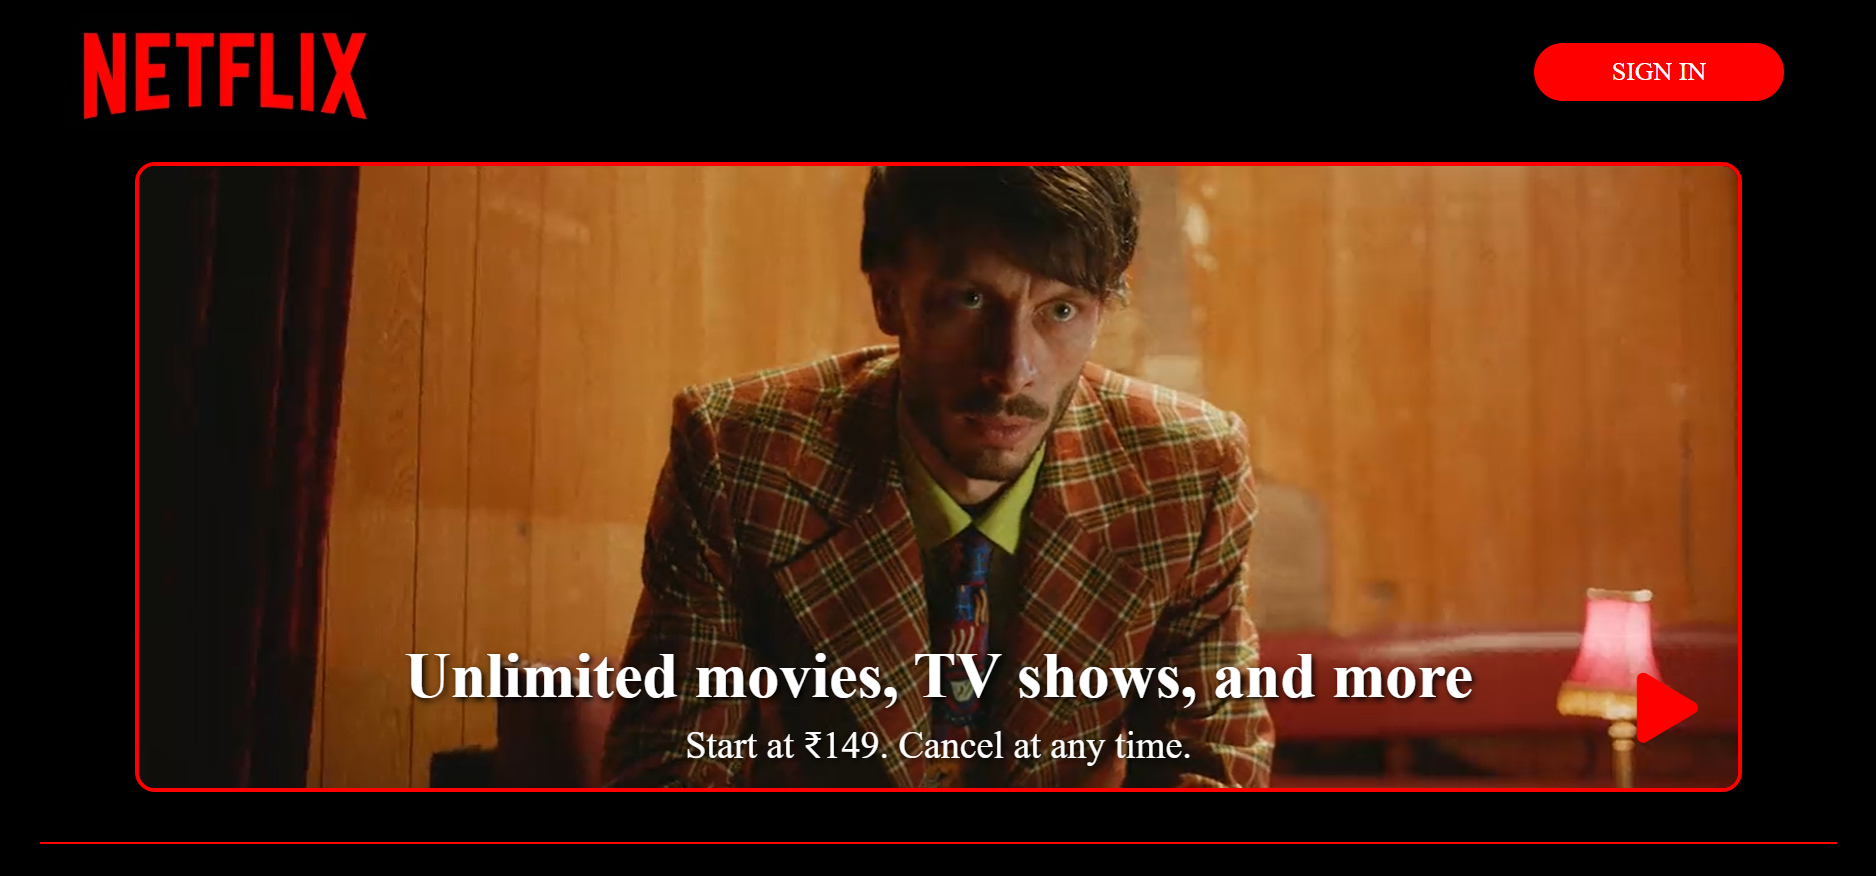 NETFLIX
SIGN IN
Unlimited movies, TV shows, and more
Start at ₹149. Cancel at any time.